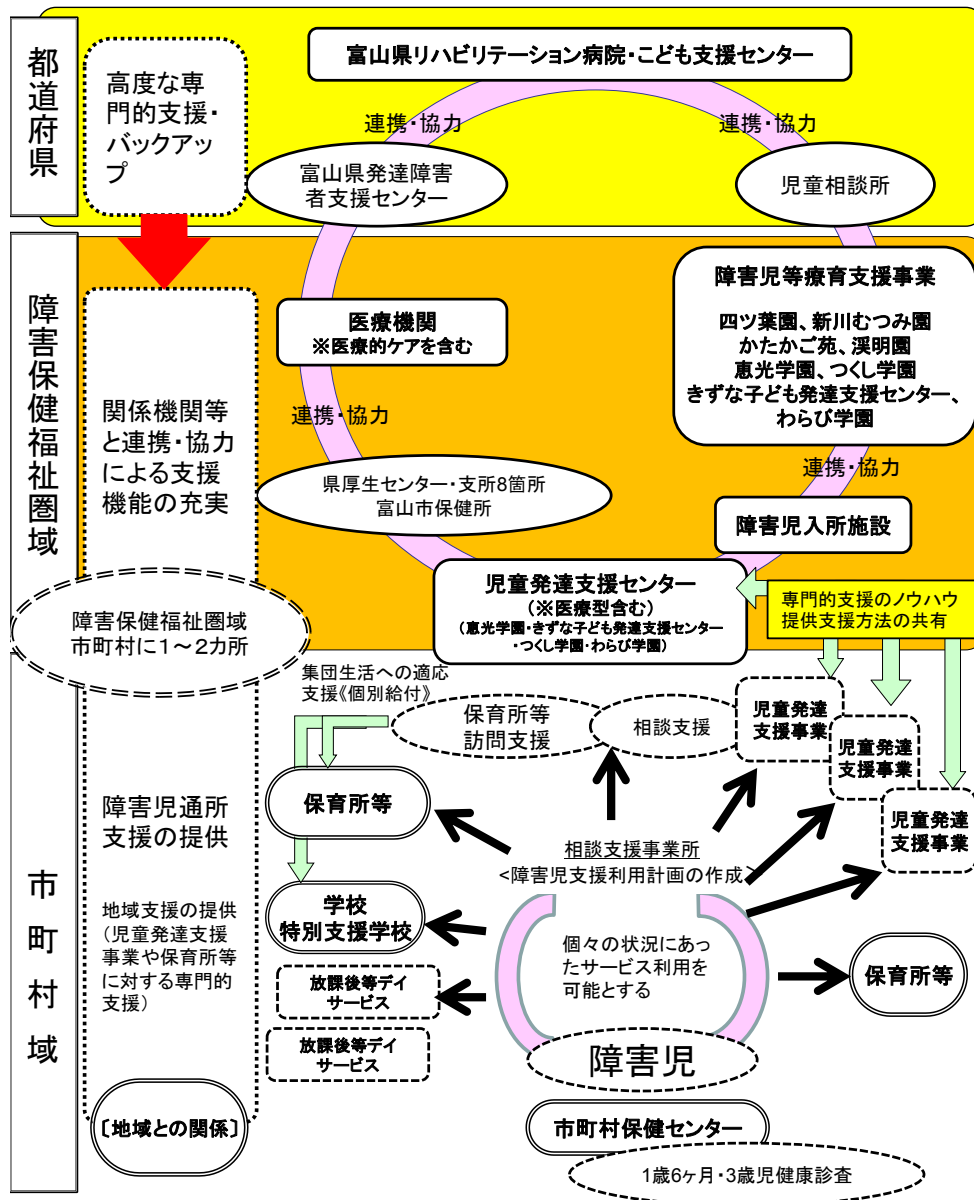 都道府県
高度な専
門的支援・
バックアッ
プ
富山県リハビリテーション病院・こども支援センター
連携・協力
連携・協力
富山県発達障害
者支援センター
児童相談所
障害保健福祉圏域
関係機関等
と連携・協力
による支援
機能の充実
医療機関
※医療的ケアを含む
障害児等療育支援事業
四ツ葉園、新川むつみ園
かたかご苑、渓明園
恵光学園、つくし学園
きずな子ども発達支援センター、
わらび学園
連携・協力
連携・協力
県厚生センター・支所8箇所
富山市保健所
障害児入所施設
児童発達支援センター
(※医療型含む)
(恵光学園・きずな子ども発達支援センター
・つくし学園・わらび学園)
専門的支援のノウハウ
提供支援方法の共有
障害保健福祉圏域
市町村に1～2カ所
市町村域
集団生活への適応
支援《個別給付》
保育所等
訪問支援
相談支援
児童発達
支援事業
児童発達
支援事業
児童発達
支援事業
保育所等
障害児通所
支援の提供
相談支援事業所
<障害児支援利用計画の作成>
学校
特別支援学校
地域支援の提供
(児童発達支援
事業や保育所等
に対する専門的
支援)
個々の状況にあっ
たサービス利用を
可能とする
保育所等
放課後等デイ
サービス
放課後等デイ
サービス
障害児
〔地域との関係〕
市町村保健センター
1歳6ヶ月・3歳児健康診査